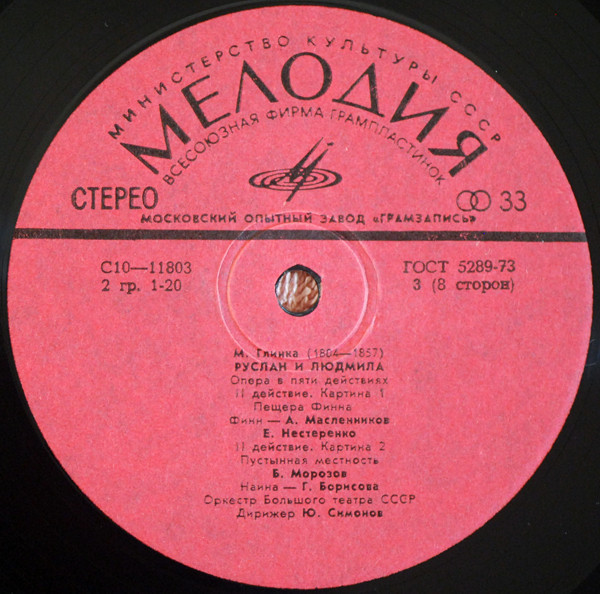 МИНИСТЕРСТВО КУЛЬТУРЫ СССР
МЕЛОДИЯ
ВСЕСОЮЗНАЯ ФИРМА ГРАМПЛАСТИНОК
СТЕРЕО
33
МОСКОВСКИЙ ОПЫТНЫЙ ЗАВОД «ГРАМЗАПИСЬ»
С10—11803
ГОСТ 5289-73
2 гр. 1-20
3 (8 сторон)
М. Глинка (1804—1857)
РУСЛАН И ЛЮДМИЛА
Опера в пяти действиях
II действие. Картина 1
Пещера Финна
Финн — А. Масленников
Е. Нестеренко
II действие. Картина 2
Пустынная местность
Б. Морозов
Наина — Г. Борисова
Оркестр Большого театра СССР
Дирижер Ю. Симонов